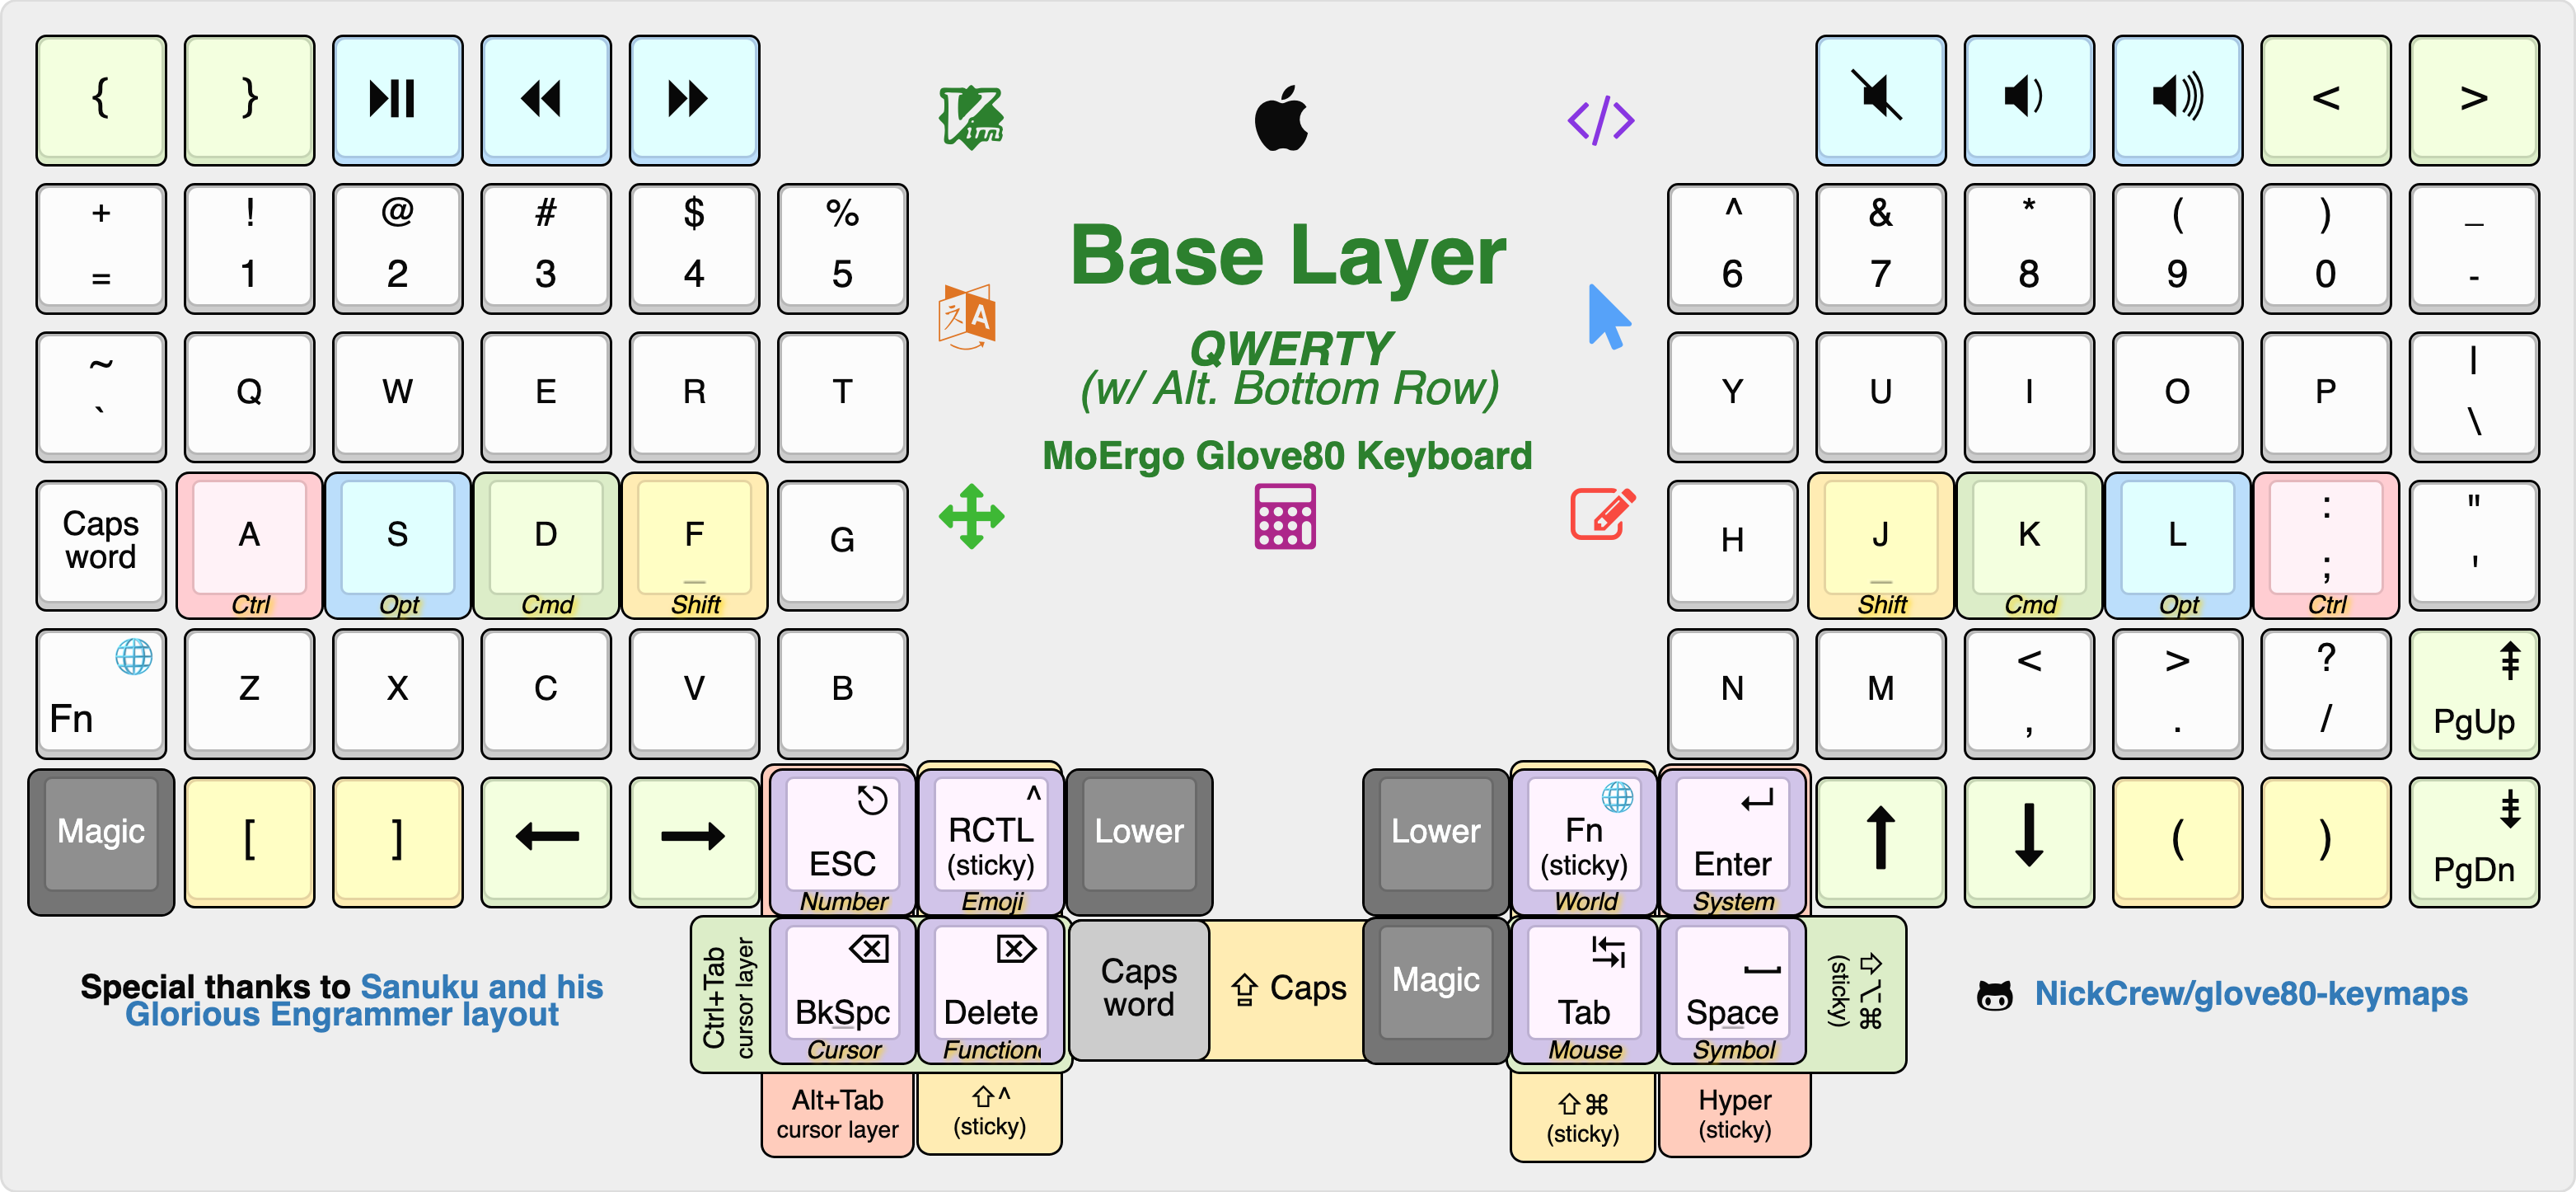 { } < >
+ ! @ # $ % ^ & * ( ) _
= 1 2 3 4 5 6 7 8 9 0 -
Base Layer
QWERTY
(w/ Alt. Bottom Row)
MoErgo Glove80 Keyboard
~ |
` Q W E R T Y U I O P \
Caps
word
A S D F G H J K L : "
; '
Ctrl Opt Cmd Shift Shift Cmd Opt Ctrl
Fn Z X C V B N M < > ?
, . / PgUp
Magic [ ] ← →
ESC
Number
^
RCTL
(sticky)
Emoji
Lower
Lower
Fn
(sticky)
World
Enter
System
↑ ↓ ( )
PgDn
Ctrl+Tab
cursor layer
BkSpc
Cursor
Delete
Function
Caps
word
⇪ Caps
Magic
Tab
Mouse
Space
Symbol
⇧⌥⌘
(sticky)
Alt+Tab
cursor layer
⇧^
(sticky)
⇧⌘
(sticky)
Hyper
(sticky)
Special thanks to Sanuku and his
Glorious Engrammer layout
NickCrew/glove80-keymaps
Vim